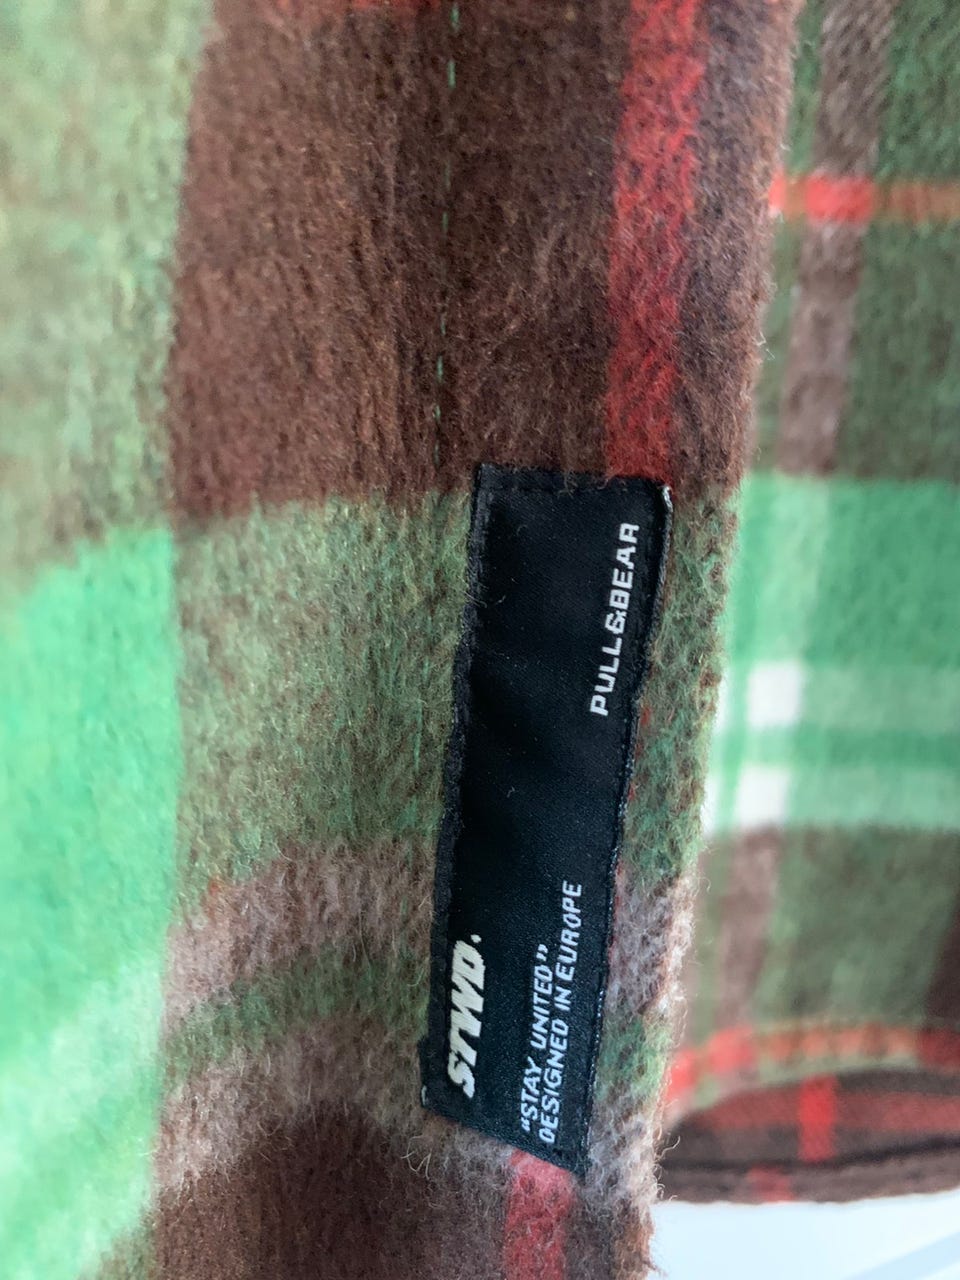 STWD.
PULL&BEAR
"STAY UNITED"
DESIGNED IN EUROPE